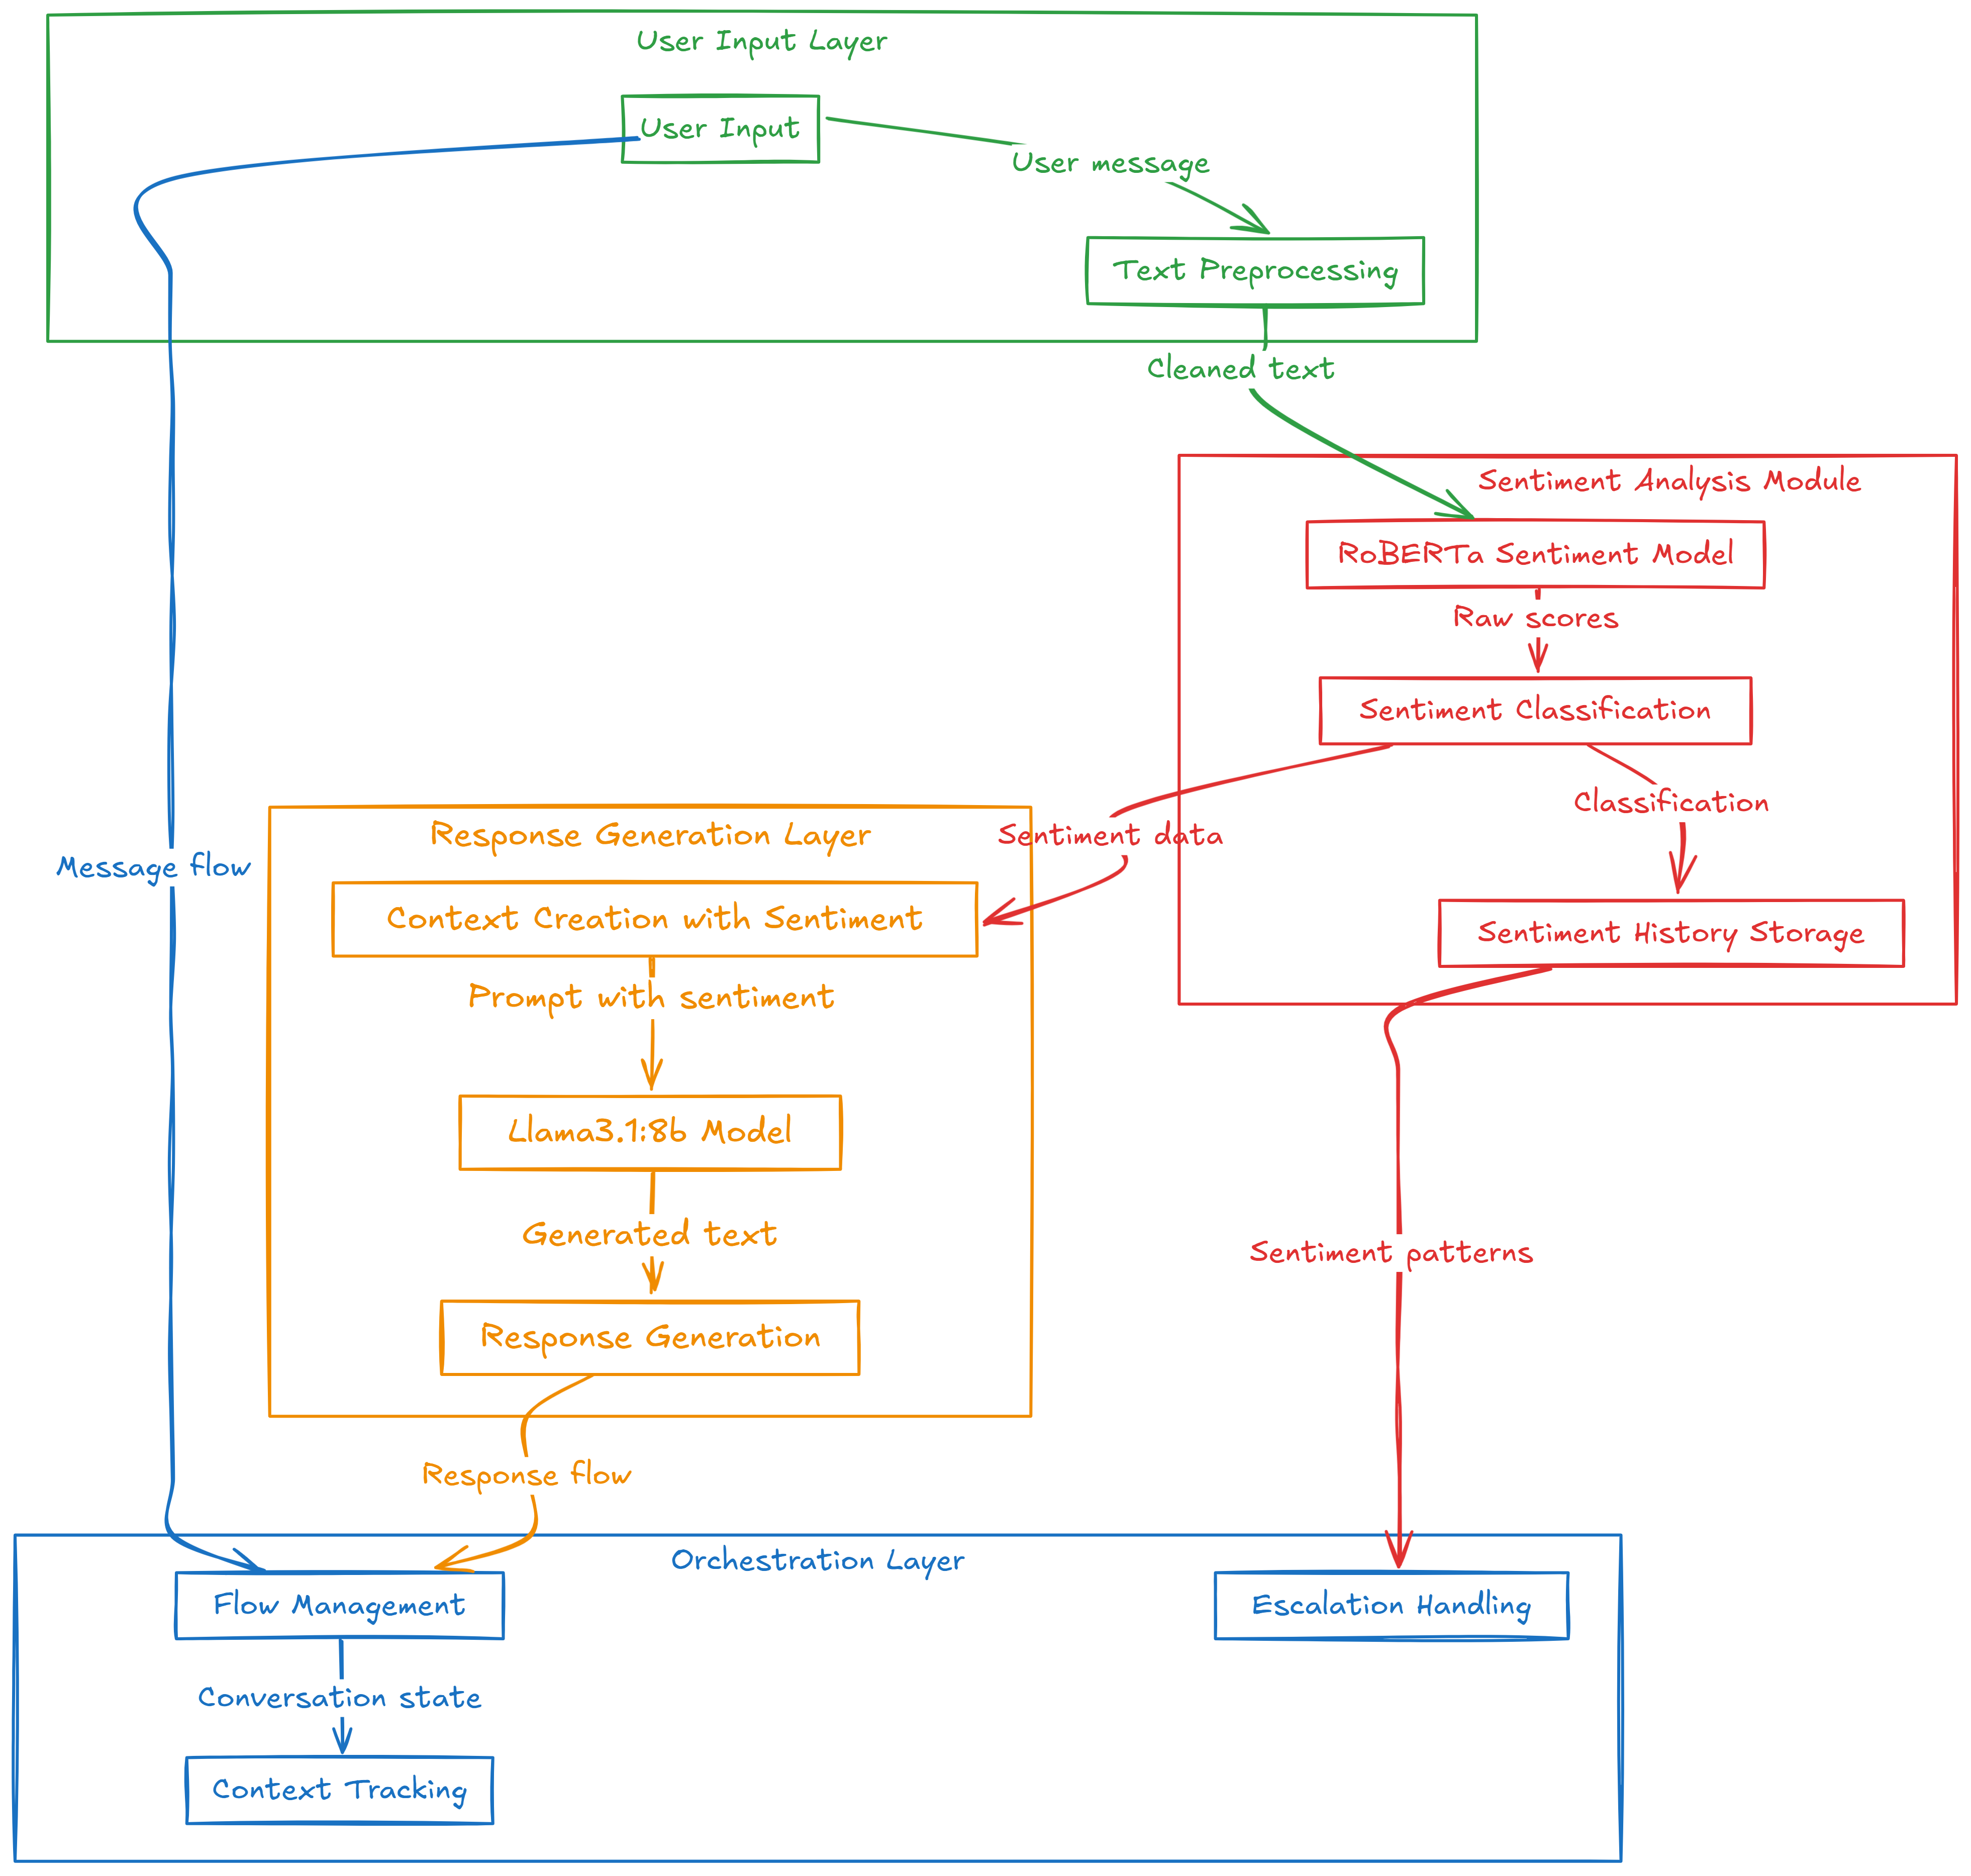 User Input Layer
User Input
User message
Text Preprocessing
Cleaned text
Sentiment Analysis Module
RoBERTa Sentiment Model
Raw scores
Sentiment Classification
Classification
Sentiment data
Response Generation Layer
Message flow
Context Creation with Sentiment
Sentiment History Storage
Prompt with sentiment
Llama3.1:8b Model
Generated text
Sentiment patterns
Response Generation
Response flow
Orchestration Layer
Flow Management
Escalation Handling
Conversation state
Context Tracking